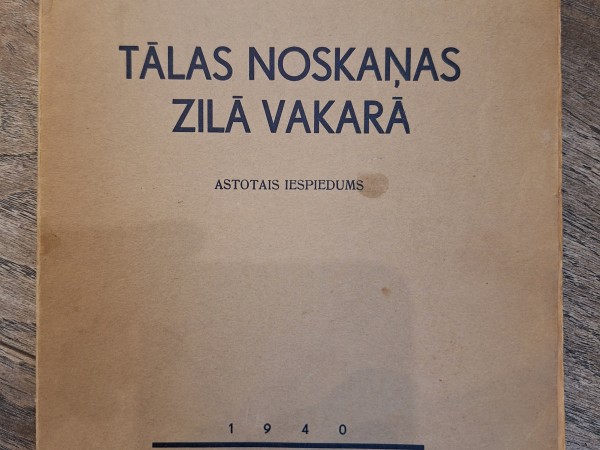 TĀLAS NOSKAŅAS
ZILĀ VAKARĀ
ASTOTAIS IESPIEDUMS
1940